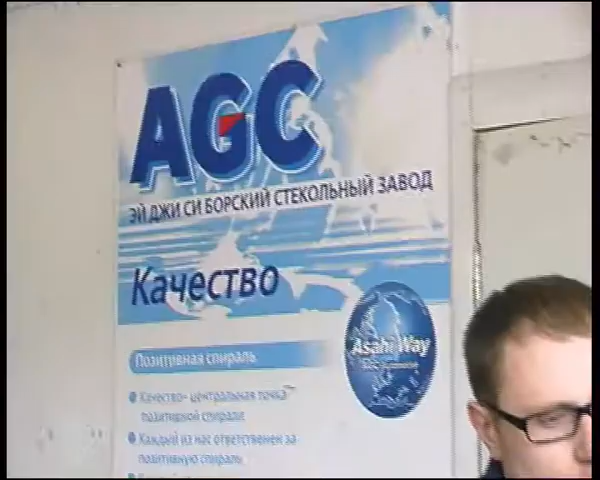 AGC
ЭЙ ДЖИ СИ БОРСКИЙ СТЕКОЛЬНЫЙ ЗАВОД
Качество
Asahi Way
Позитивная спираль
Качество- центральная точка
позитивной спирали
Каждый из нас ответственен за
позитивную спираль